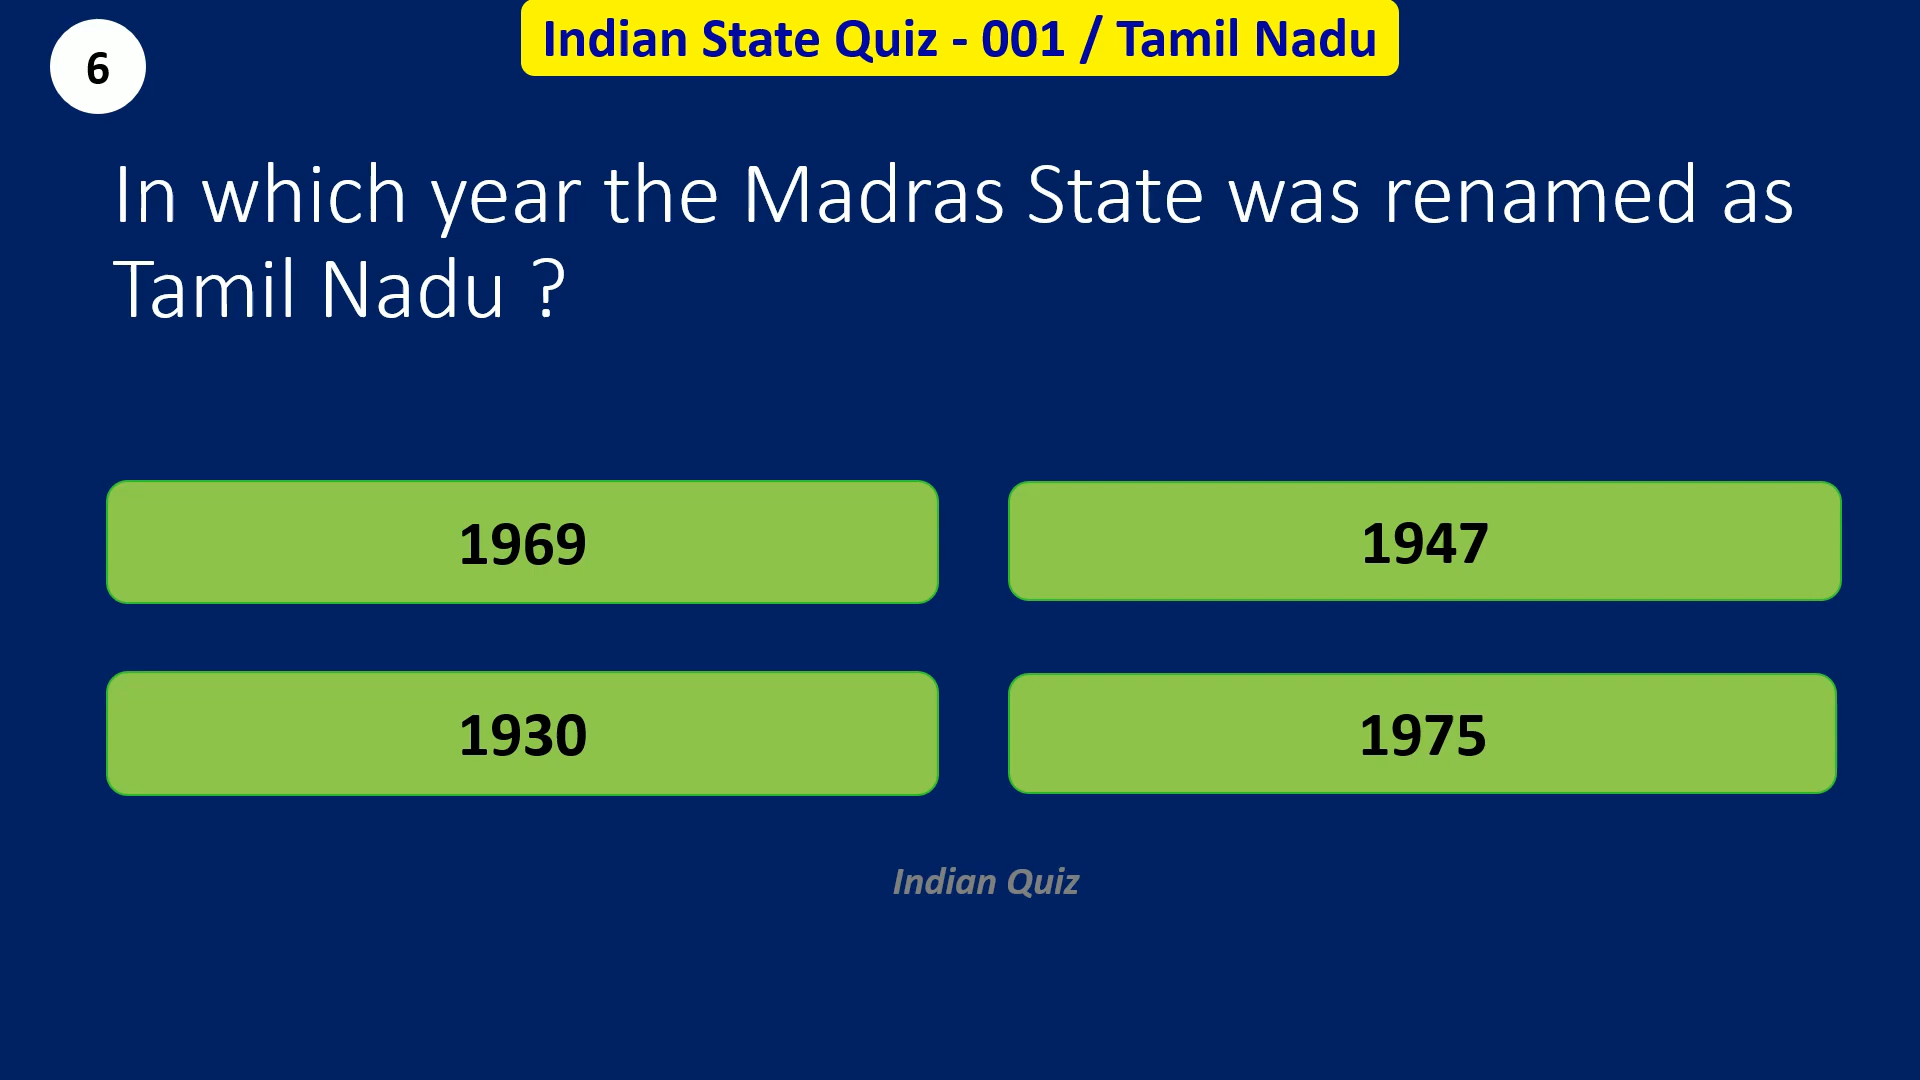 6
Indian State Quiz - 001 / Tamil Nadu
In which year the Madras State was renamed as
Tamil Nadu ?
1969
1947
1930
1975
Indian Quiz